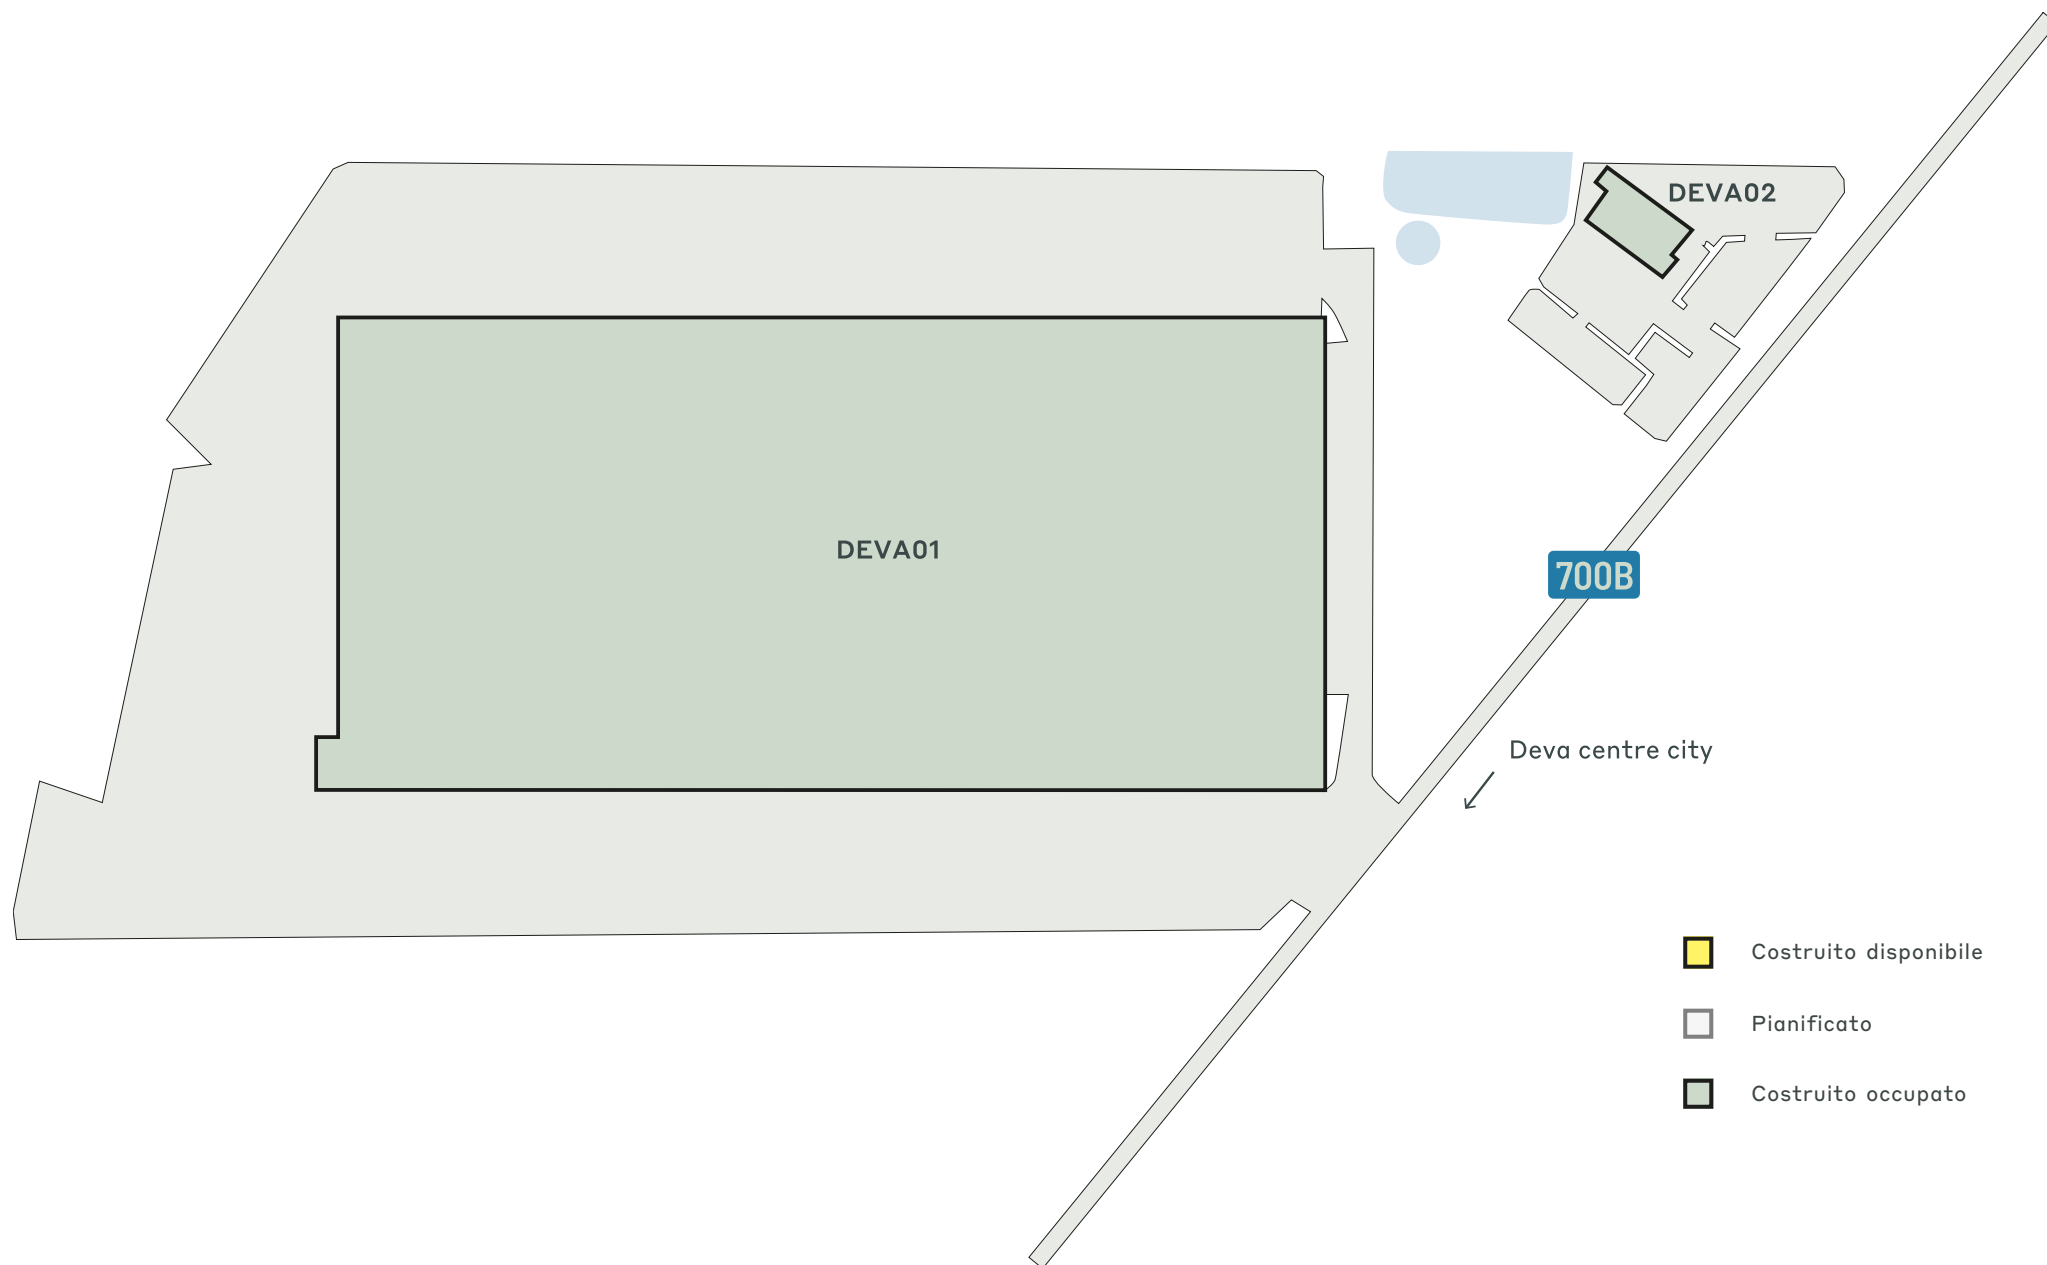 DEVA02
DEVA01
700B
Deva centre city
Costruito disponibile
Pianificato
Costruito occupato